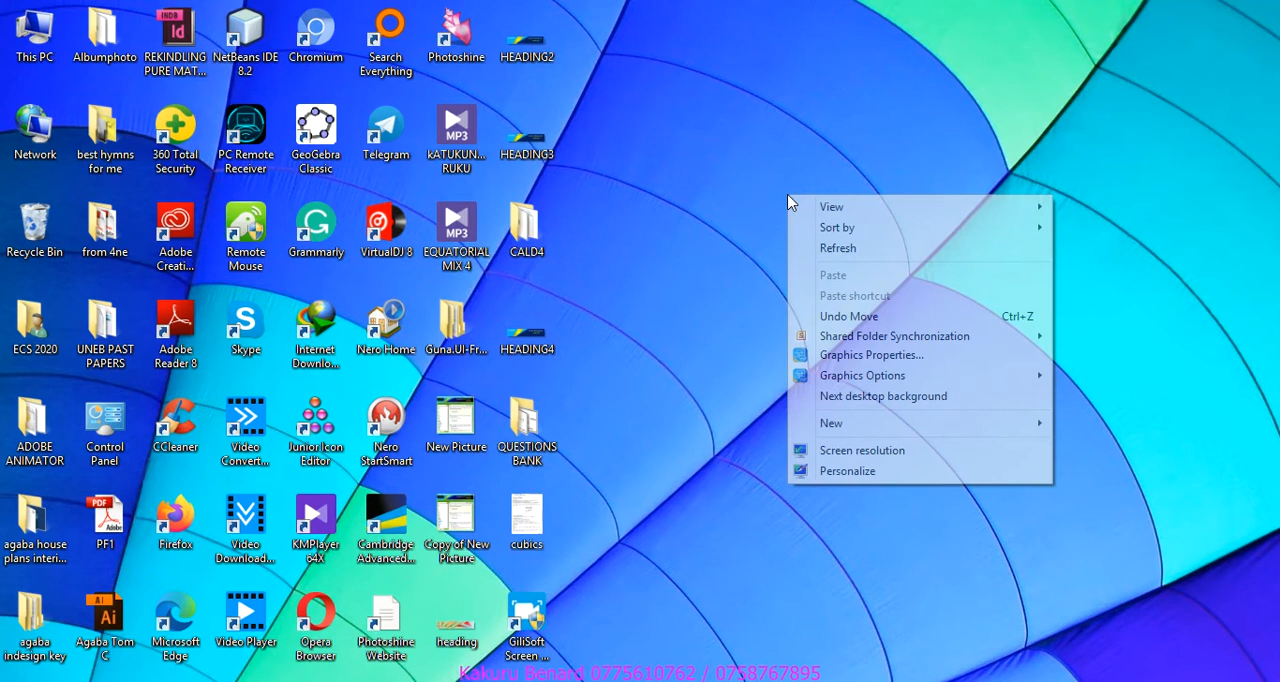 This PC
Albumphoto
REKINDLING
PURE MAT...
NetBeans IDE
8.2
Chromium
Search
Everything
Photoshine
HEADING2
Network
best hymns
for me
360 Total
Security
PC Remote
Receiver
GeoGebra
Classic
Telegram
MP3
kATUKUN...
RUKU
HEADING3
Recycle Bin
from 4ne
Adobe
Creati...
Remote
Mouse
Grammarly
VirtualDJ 8
MP3
EQUATORIAL
MIX 4
CALD4
ECS 2020
UNEB PAST
PAPERS
Adobe
Reader 8
Skype
Internet
Downlo...
Nero Home
Guna.UI-Fr...
HEADING4
ADOBE
ANIMATOR
Control
Panel
CCleaner
Video
Convert...
Junior Icon
Editor
Nero
StartSmart
New Picture
QUESTIONS
BANK
agaba house
plans interi...
PDF
Adobe
PF1
Firefox
Video
Download...
KMPlayer
64X
Cambridge
Advanced...
Copy of New
Picture
cubics
agaba
indesign key
Ai
Agaba Tom
C
Microsoft
Edge
Video Player
Opera
Browser
Photoshine
Website
heading
GiliSoft
Screen ...
INDB
Id
View
Sort by
Refresh
Paste
Paste shortcut
Undo Move Ctrl+Z
Shared Folder Synchronization
Graphics Properties...
Graphics Options
Next desktop background
New
Screen resolution
Personalize
Kakuru Benard 0775610762 / 0758767895